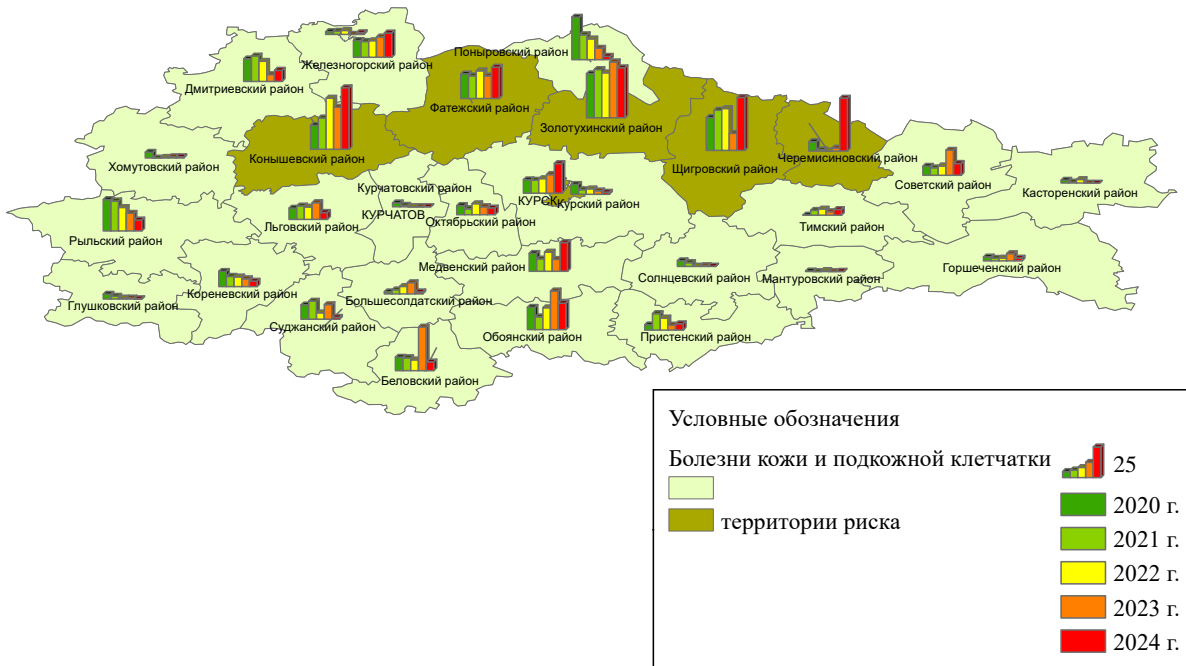 Поныровский район
Железногорский район
Дмитриевский район
Фатежский район
Золотухинский район
Конышевский район
Черемисиновский район
Хомутовский район
Щигровский район
Советский район
Касторенский район
Курчатовский район
КУРЧАТОВ
КУРСК
Курский район
Октябрьский район
Льговский район
Тимский район
Рыльский район
Медвенский район
Солнцевский район
Мантуровский район
Горшеченский район
Глушковский район
Кореневский район
Большесолдатский район
Суджанский район
Обоянский район
Пристенский район
Беловский район
Условные обозначения
Болезни кожи и подкожной клетчатки
25
территории риска
2020 г.
2021 г.
2022 г.
2023 г.
2024 г.